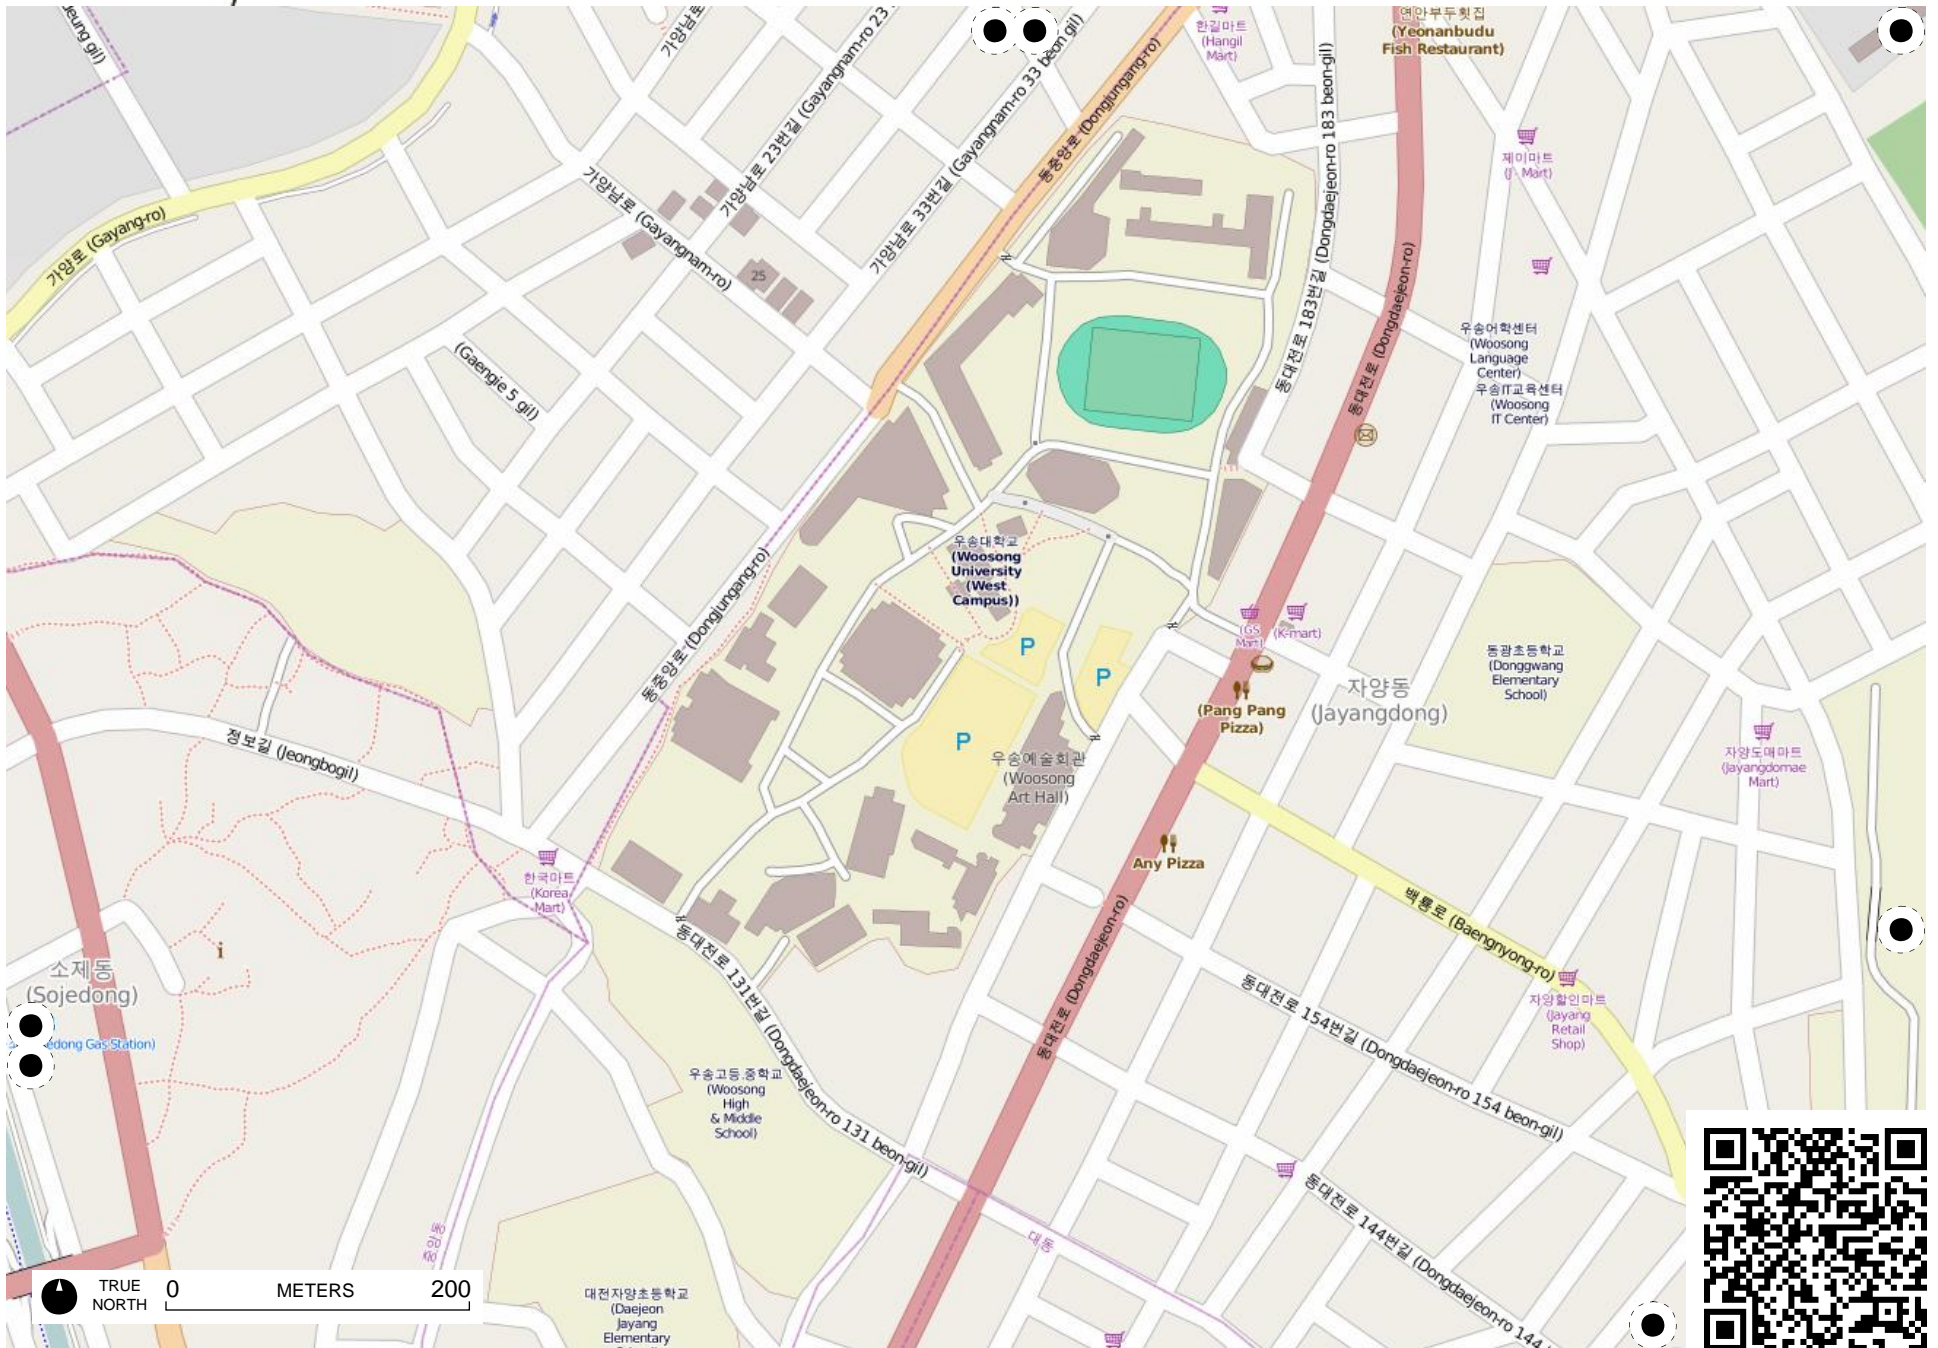 eung gil)
가양남로
가양남로 23번길 (Gayangnam-ro 23
가양남로 33번길 (Gayangnam-ro 33 beon gil)
동중앙로 (Dongjungang-ro)
한길마트
(Hangil
Mart)
동대전로 183번길 (Dongdaejeon-ro 183 beon-gil)
연안부두횟집
(Yeonanbudu
Fish Restaurant)
제이마트
(J - Mart)
가양로 (Gayang-ro)
가양남로 (Gayangnam-ro)
25
(Gaengie 5 gil)
동대전로 (Dongdaejeon-ro)
우송어학센터
(Woosong
Language
Center)
우송IT교육센터
(Woosong
IT Center)
우송대학교
(Woosong
University
(West
Campus))
동중앙로 (Dongjungang-ro)
P
P
P
(GS
Mart)
(K-mart)
동광초등학교
(Donggwang
Elementary
School)
자양동
(Jayangdong)
(Pang Pang
Pizza)
정보길 (Jeongbogil)
우송예술회관
(Woosong
Art Hall)
자양도매마트
(Jayangdomae
Mart)
Any Pizza
한국마트
(Korea
Mart)
백룡로 (Baengnyong-ro)
소제동
(Sojedong)
edong Gas Station)
동대전로 131번길 (Dongdaejeon-ro 131 beon-gil)
동대전로 (Dongdaejeon-ro)
동대전로 154번길 (Dongdaejeon-ro 154 beon-gil)
자양할인마트
(Jayang
Retail
Shop)
우송고등.중학교
(Woosong
High
& Middle
School)
동대전로 144번길 (Dongdaejeon-ro 144
대동
대전자양초등학교
(Daejeon
Jayang
Elementary
TRUE
NORTH
0 METERS 200